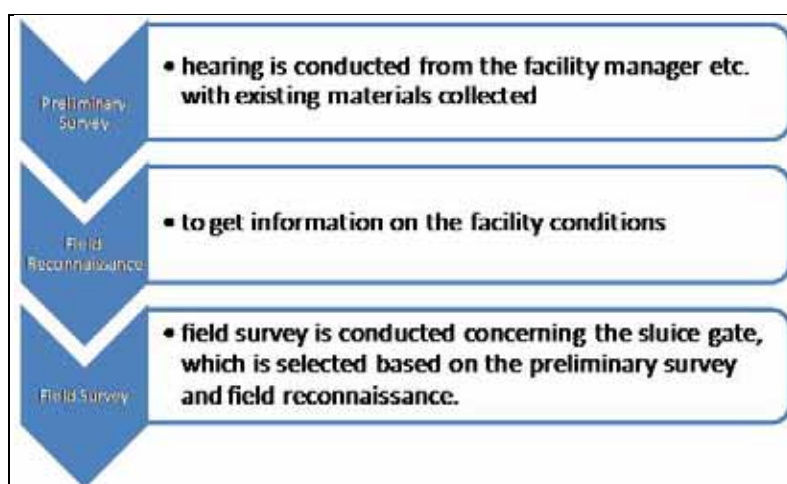 Preliminary
Survey
• hearing is conducted from the facility manager etc.
with existing materials collected
Field
Reconnaissance
• to get information on the facility conditions
Field Survey
• field survey is conducted concerning the sluice gate,
which is selected based on the preliminary survey
and field reconnaissance.